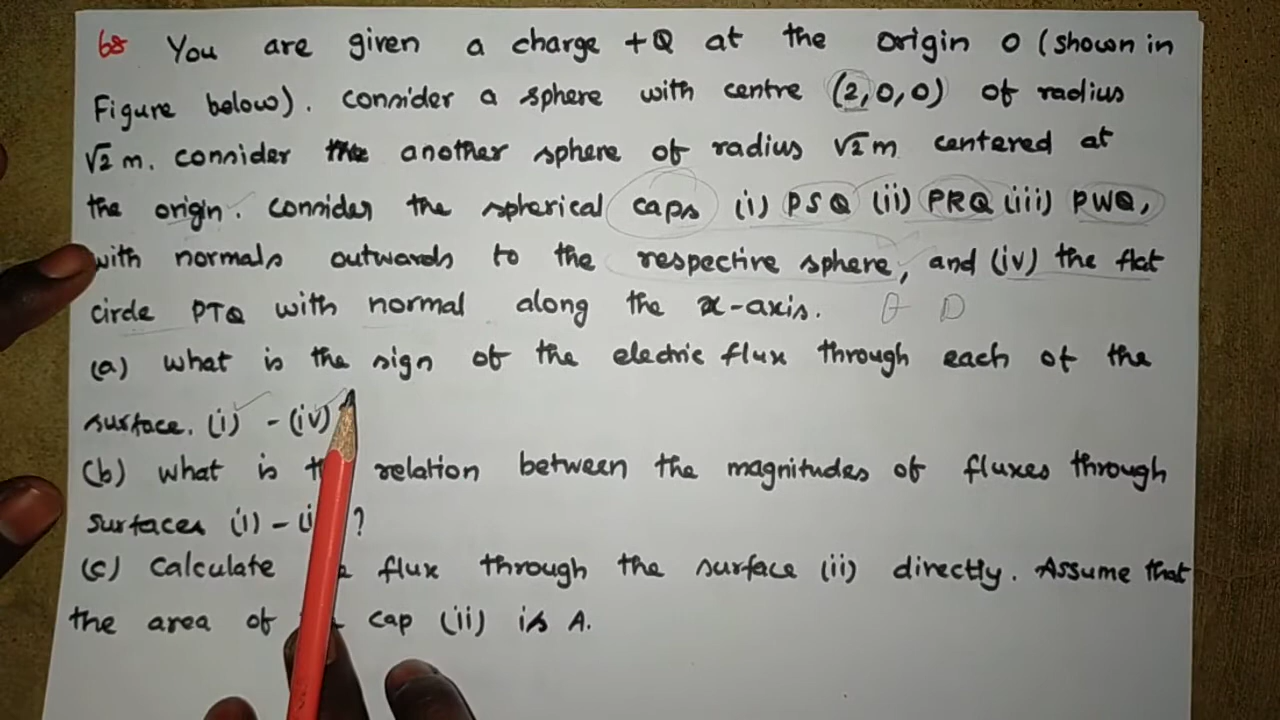 68 You are given a charge +Q at the origin O (shown in
Figure below). Consider a sphere with centre (2,0,0) of radius
√2 m. Consider the another sphere of radius √2 m centered at
the origin. Consider the spherical caps (i) PSQ (ii) PRQ (iii) PWQ,
with normals outwards to the respective sphere, and (iv) the flat
circle PTQ with normal along the x-axis.
(a) What is the sign of the electric flux through each of the
surface. (i) - (iv)
(b) What is relation between the magnitudes of fluxes through
surfaces (i) - ?
(c) Calculate flux through the surface (ii) directly. Assume that
the area of cap (ii) is A.